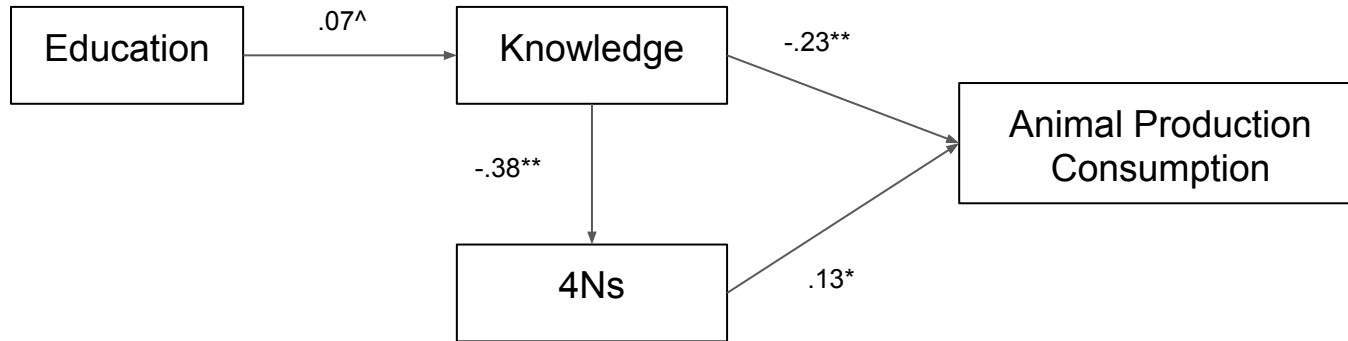 .07^
Education
Knowledge
-.23**
Animal Production
Consumption
-.38**
4Ns
.13*